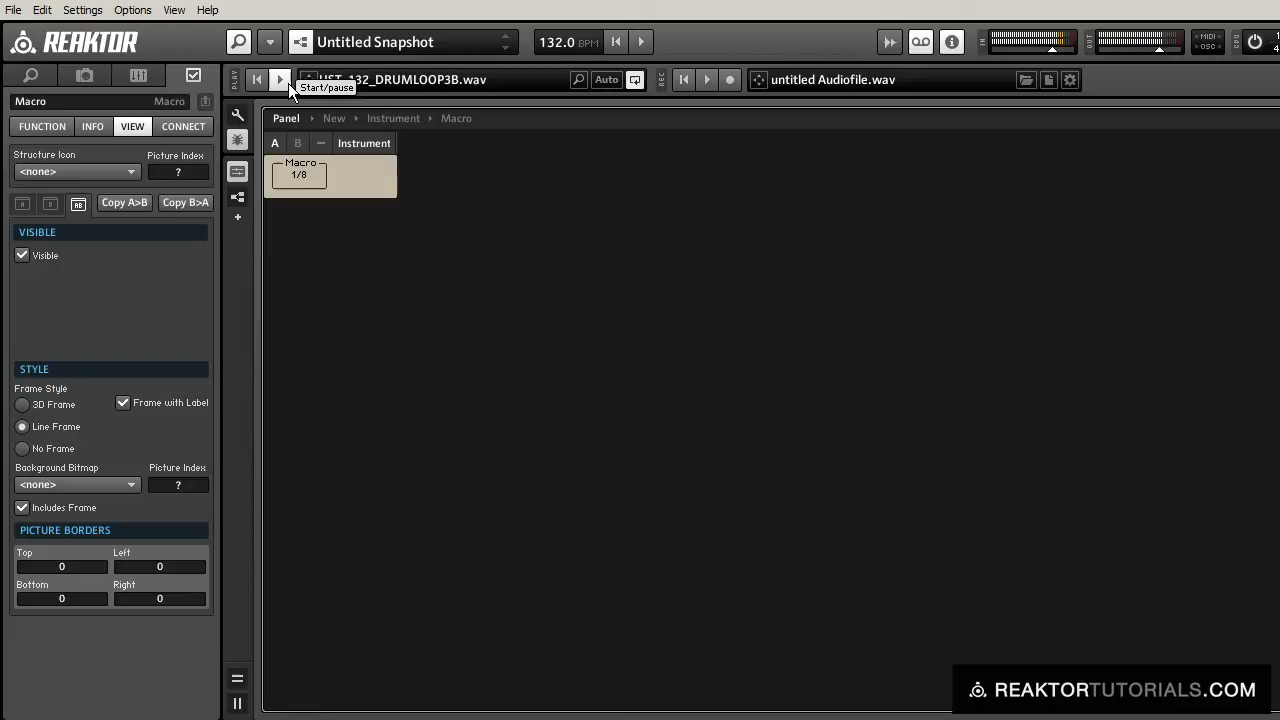 File Edit Settings Options View Help
REAKTOR
Untitled Snapshot
132.0 BPM
IN
OUT
MIDI
OSC
CPU
PLAY
UST_132_DRUMLOOP3B.wav
Auto
REC
untitled Audiofile.wav
Start/pause
Macro Macro
FUNCTION INFO VIEW CONNECT
Structure Icon Picture Index
<none> ?
A B AB Copy A>B Copy B>A
VISIBLE
Visible
STYLE
Frame Style
3D Frame Frame with Label
Line Frame
No Frame
Background Bitmap Picture Index
<none> ?
Includes Frame
PICTURE BORDERS
Top Left
0 0
Bottom Right
0 0
Panel New Instrument Macro
A B Instrument
Macro
1/8
REAKTORTUTORIALS.COM